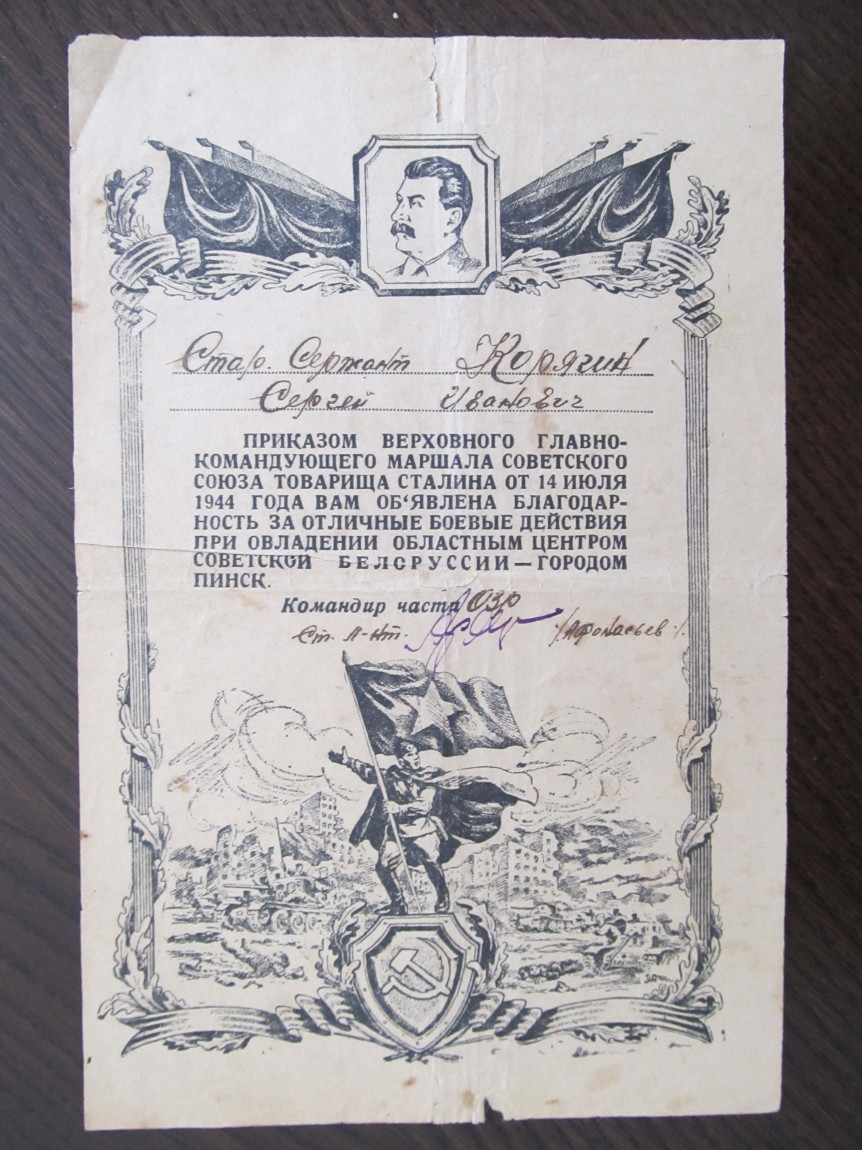 Стар. Сержант Корягин
Сергей Иванович
ПРИКАЗОМ ВЕРХОВНОГО ГЛАВНО-
КОМАНДУЮЩЕГО МАРШАЛА СОВЕТСКОГО
СОЮЗА ТОВАРИЩА СТАЛИНА ОТ 14 ИЮЛЯ
1944 ГОДА ВАМ ОБ‘ЯВЛЕНА БЛАГОДАР-
НОСТЬ ЗА ОТЛИЧНЫЕ БОЕВЫЕ ДЕЙСТВИЯ
ПРИ ОВЛАДЕНИИ ОБЛАСТНЫМ ЦЕНТРОМ
СОВЕТСКОЙ БЕЛОРУССИИ—ГОРОДОМ
ПИНСК.
Командир части
Ст. л-нт. /Афонасьев/.